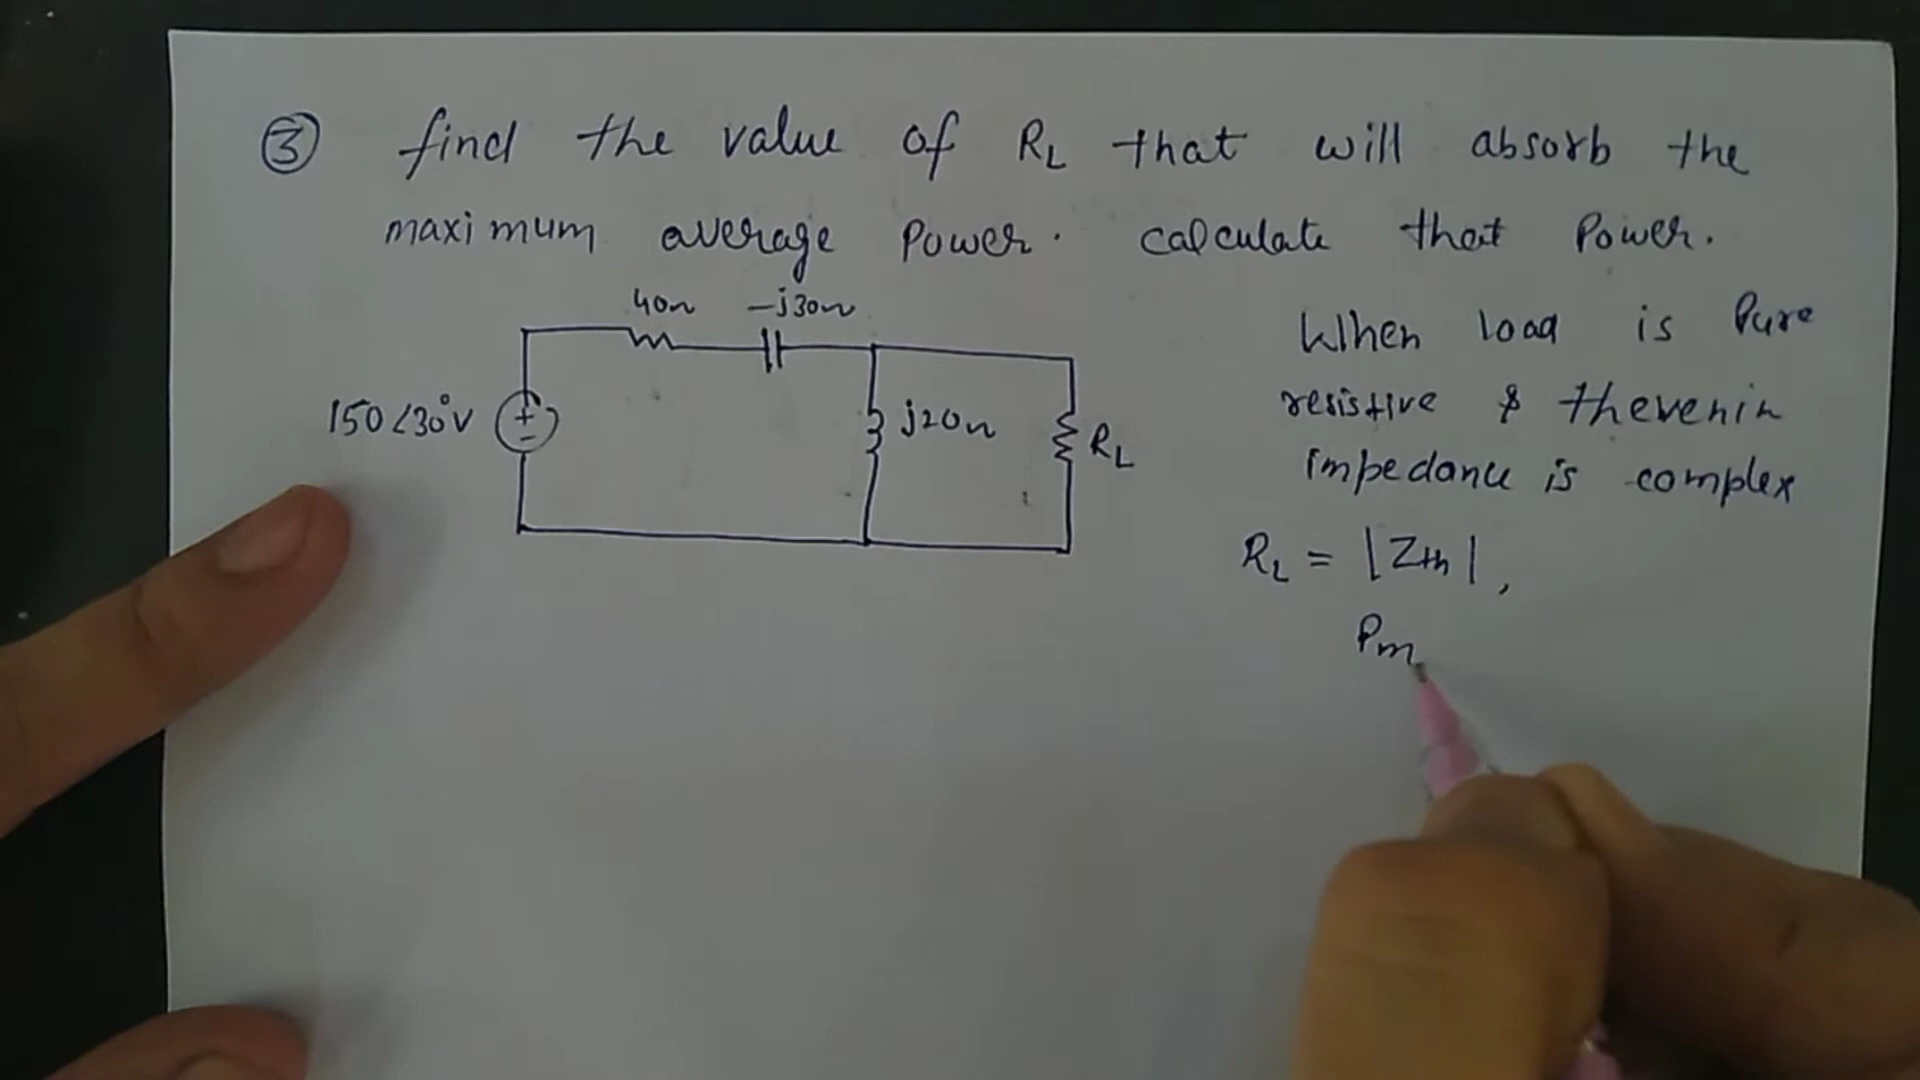 ③ find the value of RL that will absorb the
maximum average Power. calculate that Power.
40Ω -j30Ω
150∠30°V
+
-
j20Ω
RL
When load is Pure
resistive & thevenin
impedance is complex
RL = |Zth|,
Pm